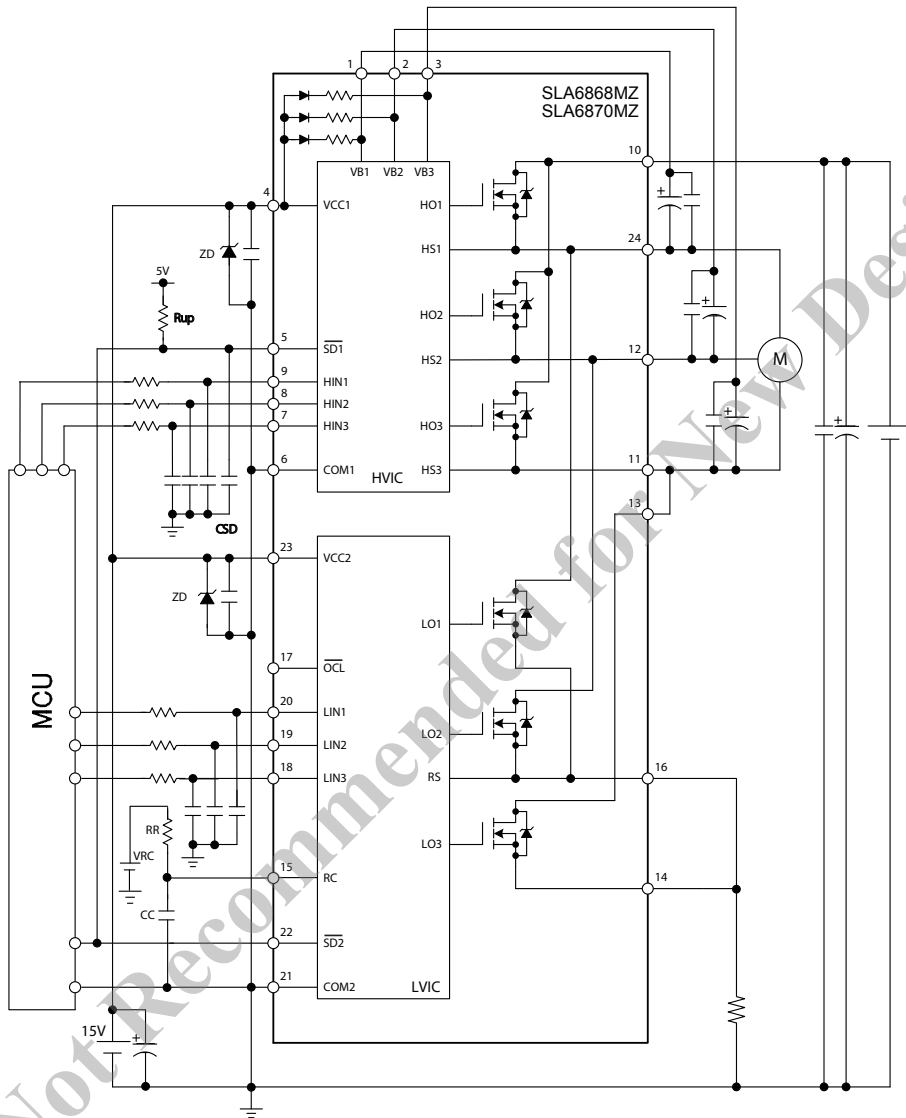 1
2
3
SLA6868MZ
SLA6870MZ
10
VB1
VB2
VB3
4
VCC1
HO1
ZD
HS1
24
5V
Rup
HO2
5
SD1
HS2
12
M
9
HIN1
8
HIN2
7
HIN3
HO3
6
COM1
HS3
11
HVIC
13
CSD
23
VCC2
ZD
LO1
17
OCL
MCU
20
LIN1
19
LIN2
LO2
18
LIN3
RS
16
RR
VRC
LO3
15
RC
14
CC
22
SD2
21
COM2
LVIC
15V
Not Recommended for New Desi